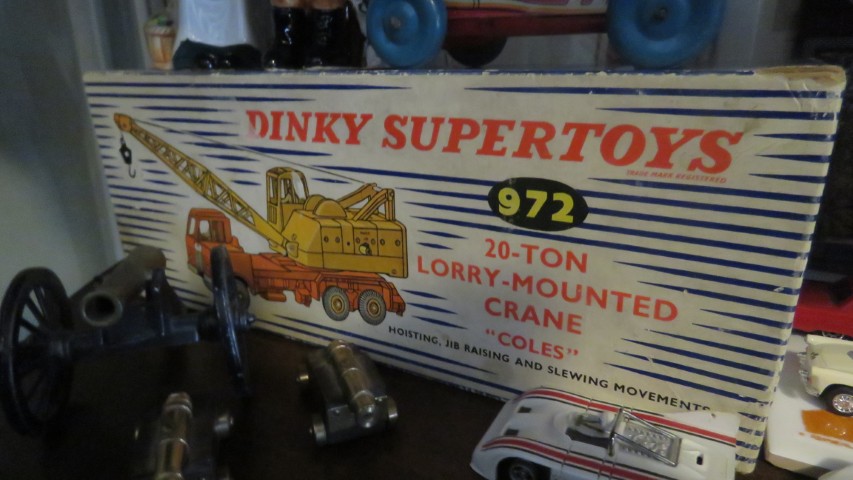 DINKY SUPERTOYS
TRADE MARK REGISTERED
972
20-TON
LORRY-MOUNTED
CRANE
"COLES"
HOISTING, JIB RAISING AND SLEWING MOVEMENTS